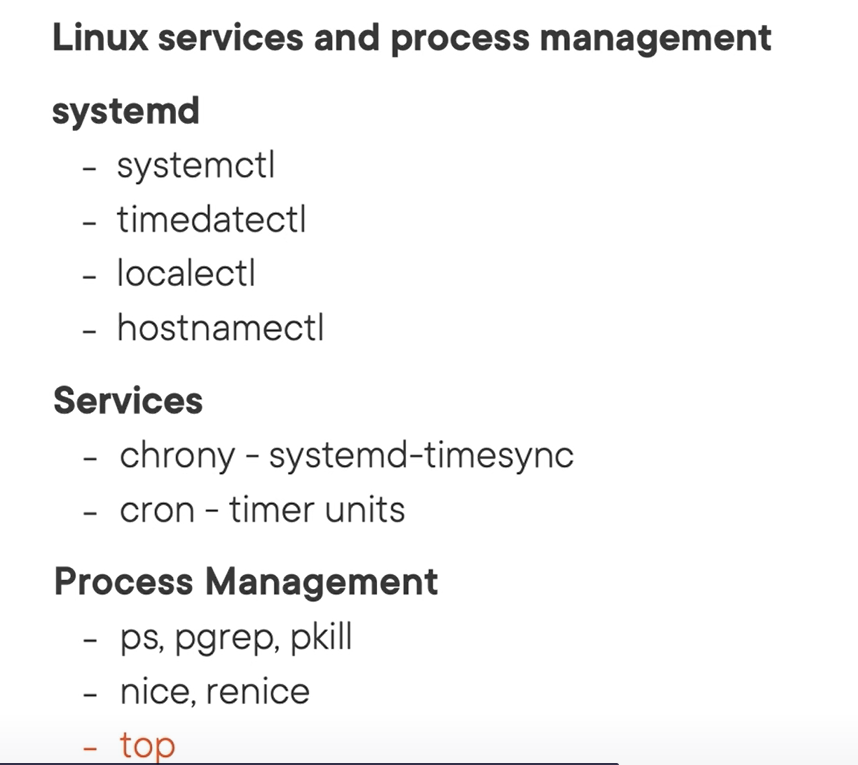 Linux services and process management
systemd
- systemctl
- timedatectl
- localectl
- hostnamectl
Services
- chrony - systemd-timesync
- cron - timer units
Process Management
- ps, pgrep, pkill
- nice, renice
- top